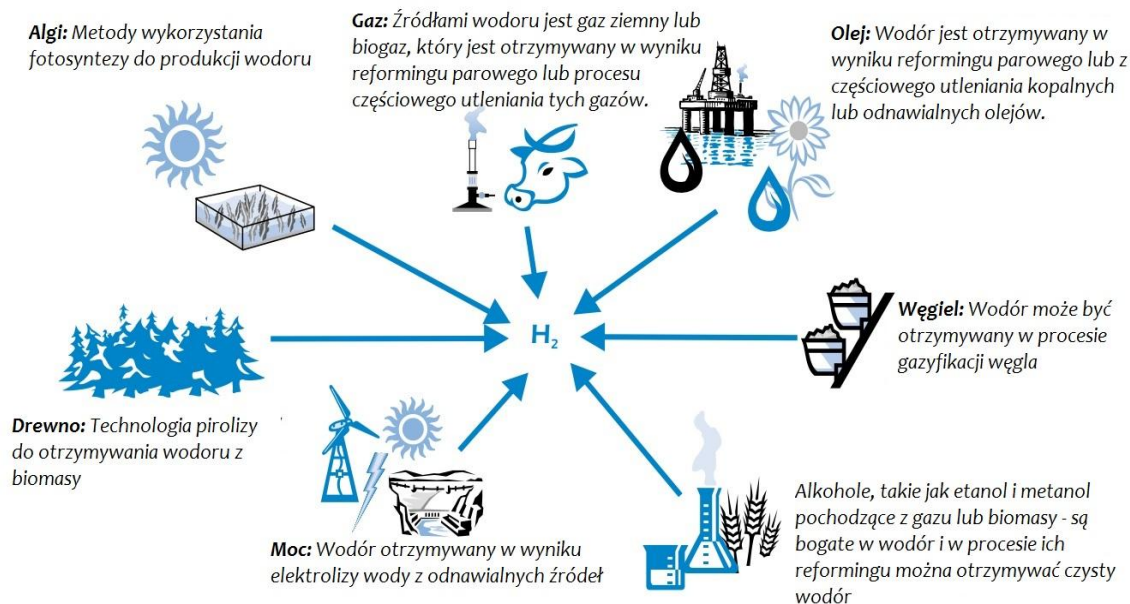 Algi: Metody wykorzystania
fotosyntezy do produkcji wodoru
Gaz: Źródłami wodoru jest gaz ziemny lub
biogaz, który jest otrzymywany w wyniku
reformingu parowego lub procesu
częściowego utleniania tych gazów.
Olej: Wodór jest otrzymywany w
wyniku reformingu parowego lub z
częściowego utleniania kopalnych
lub odnawialnych olejów.
H₂
Węgiel: Wodór może być
otrzymywany w procesie
gazyfikacji węgla
Drewno: Technologia pirolizy
do otrzymywania wodoru z
biomasy
Moc: Wodór otrzymywany w wyniku
elektrolizy wody z odnawialnych źródeł
Alkohole, takie jak etanol i metanol
pochodzące z gazu lub biomasy - są
bogate w wodór i w procesie ich
reformingu można otrzymywać czysty
wodór